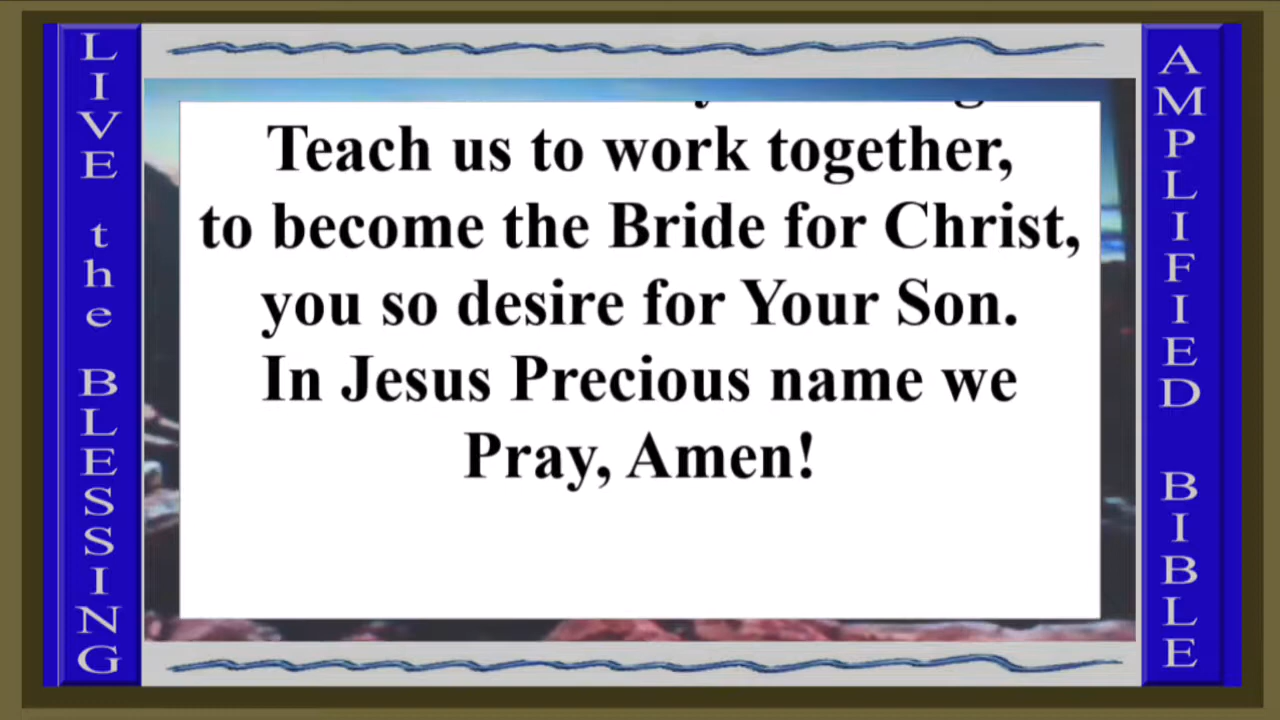 LIVE the BLESSING
Teach us to work together,
to become the Bride for Christ,
you so desire for Your Son.
In Jesus Precious name we
Pray, Amen!
AMPLIFIED BIBLE